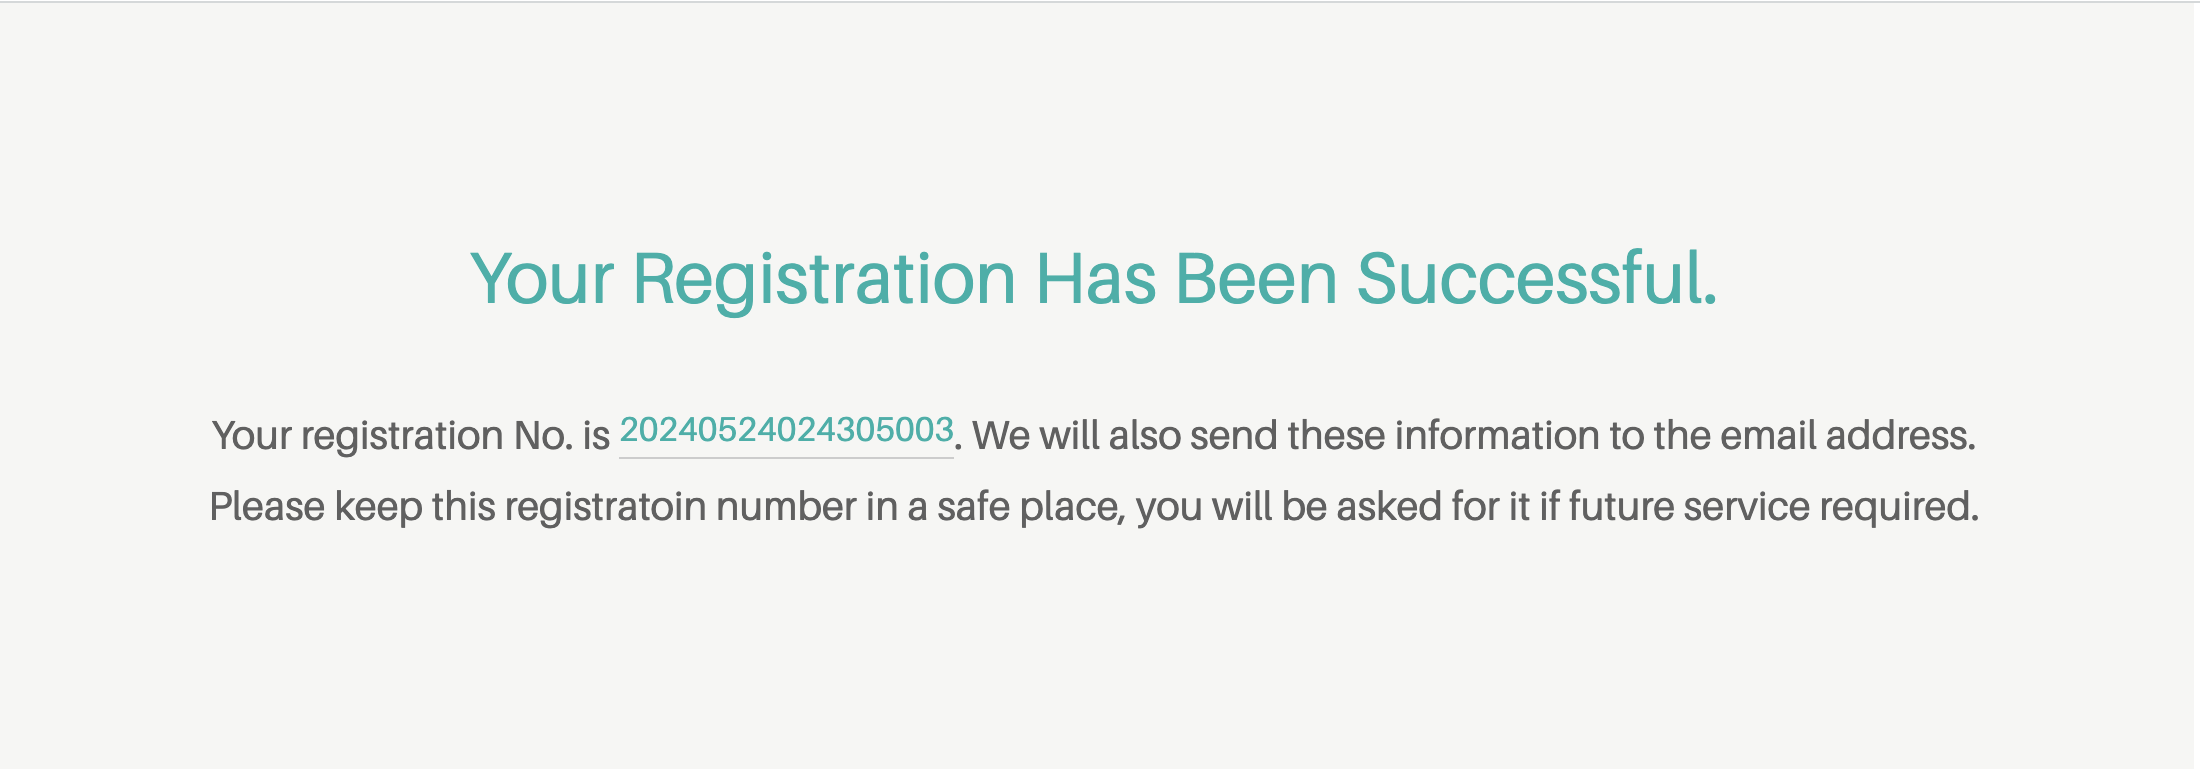 Your Registration Has Been Successful.
Your registration No. is 20240524024305003. We will also send these information to the email address.
Please keep this registratoin number in a safe place, you will be asked for it if future service required.